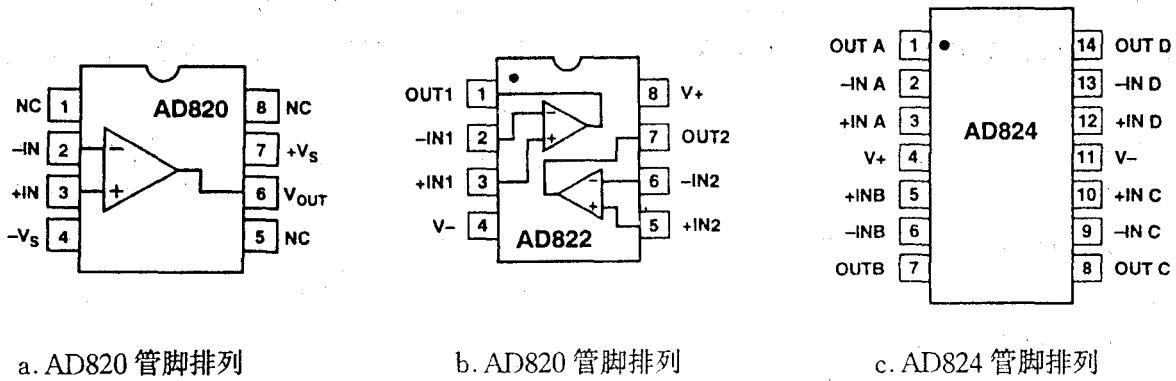 NC 1 AD820 8 NC
-IN 2 − 7 +VS
+IN 3 + 6 VOUT
-VS 4 5 NC
a. AD820 管脚排列
OUT1 1 8 V+
-IN1 2 − + 7 OUT2
+IN1 3 − + 6 -IN2
V- 4 AD822 5 +IN2
b. AD820 管脚排列
OUT A 1 14 OUT D
-IN A 2 13 -IN D
+IN A 3 AD824 12 +IN D
V+ 4 11 V-
+INB 5 10 +IN C
-INB 6 9 -IN C
OUTB 7 8 OUT C
c. AD824 管脚排列